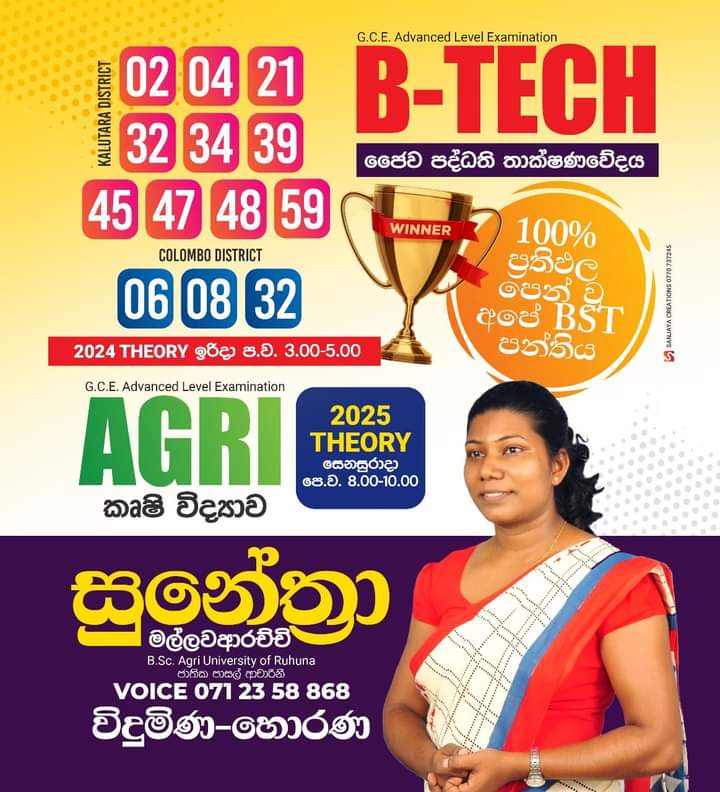 G.C.E. Advanced Level Examination
B-TECH
ජෛව පද්ධති තාක්ෂණවේදය
KALUTARA DISTRICT
02 04 21
32 34 39
45 47 48 59
COLOMBO DISTRICT
06 08 32
2024 THEORY ඉරිදා ප.ව. 3.00-5.00
WINNER
100%
ප්‍රතිඵල
පෙන් වූ
අපේ BST
පන්තිය
SANJAYA CREATIONS 0770 737245
G.C.E. Advanced Level Examination
AGRI
කෘෂි විද්‍යාව
2025
THEORY
සෙනසුරාදා
පෙ.ව. 8.00-10.00
සුනේත්‍රා
මල්ලවආරච්චි
B.Sc. Agri University of Ruhuna
ජාතික පාසල් ආචාරිනී
VOICE 071 23 58 868
විදුමිණ-හොරණ